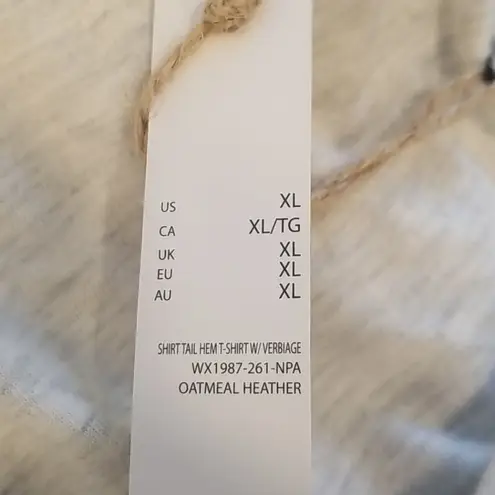 US XL
CA XL/TG
UK XL
EU XL
AU XL
SHIRT TAIL HEM T-SHIRT W/ VERBIAGE
WX1987-261-NPA
OATMEAL HEATHER